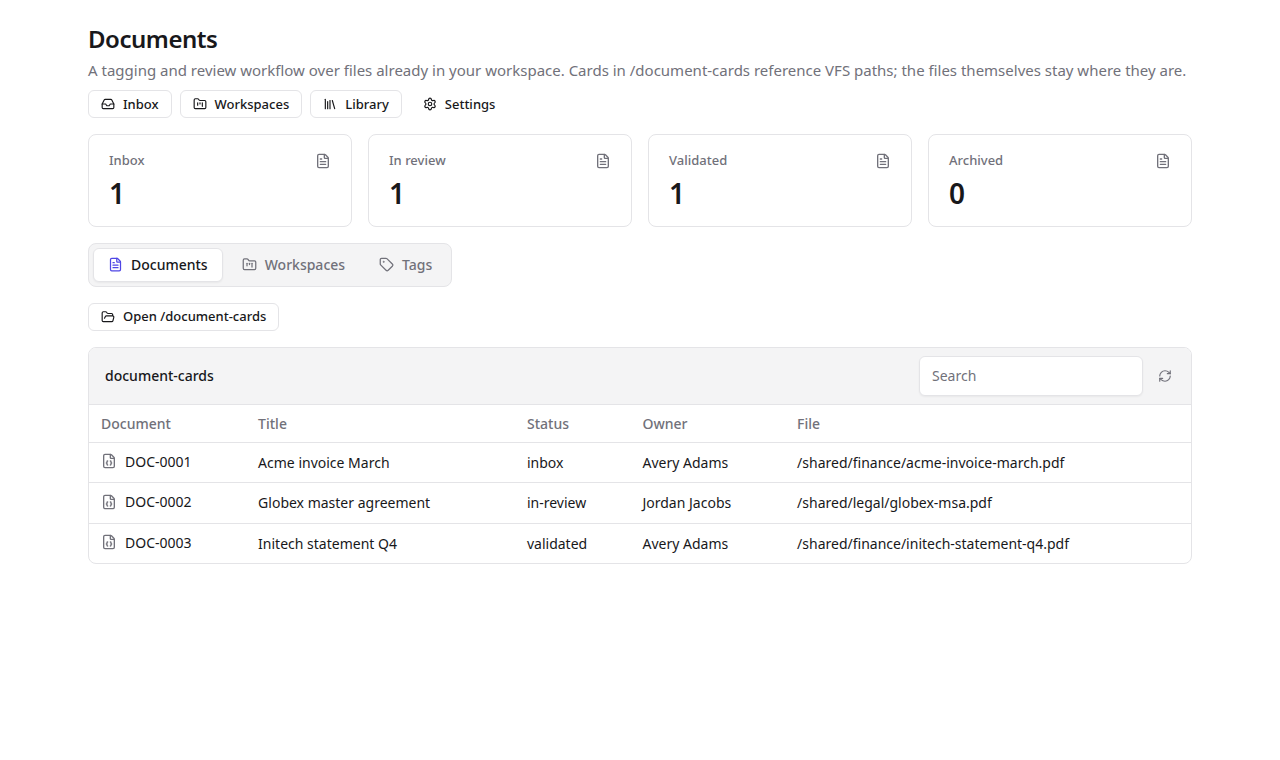 Documents
A tagging and review workflow over files already in your workspace. Cards in /document-cards reference VFS paths; the files themselves stay where they are.
Inbox Workspaces Library Settings
Inbox In review Validated Archived
1 1 1 0
Documents Workspaces Tags
Open /document-cards
document-cards Search
Document Title Status Owner File
DOC-0001 Acme invoice March inbox Avery Adams /shared/finance/acme-invoice-march.pdf
DOC-0002 Globex master agreement in-review Jordan Jacobs /shared/legal/globex-msa.pdf
DOC-0003 Initech statement Q4 validated Avery Adams /shared/finance/initech-statement-q4.pdf